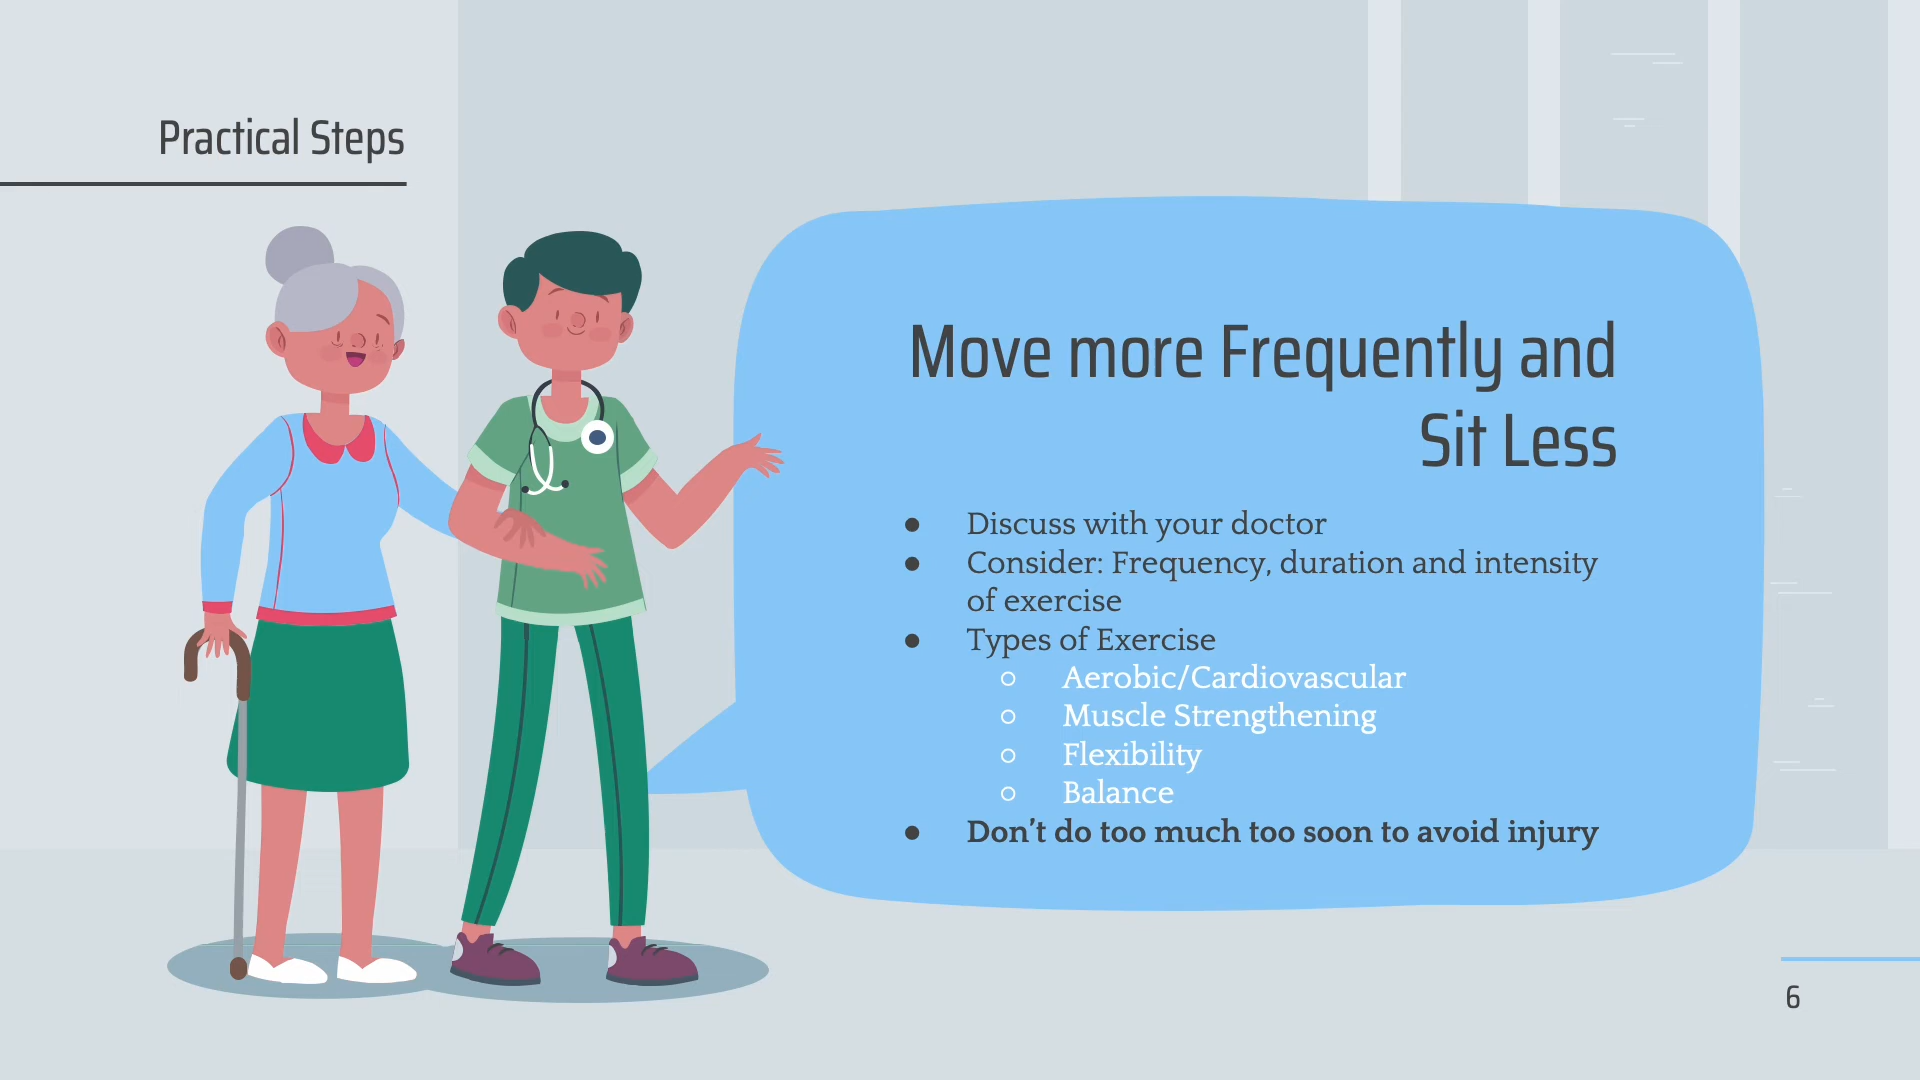 Practical Steps
Move more Frequently and
Sit Less
● Discuss with your doctor
● Consider: Frequency, duration and intensity
of exercise
● Types of Exercise
○ Aerobic/Cardiovascular
○ Muscle Strengthening
○ Flexibility
○ Balance
● Don’t do too much too soon to avoid injury
6